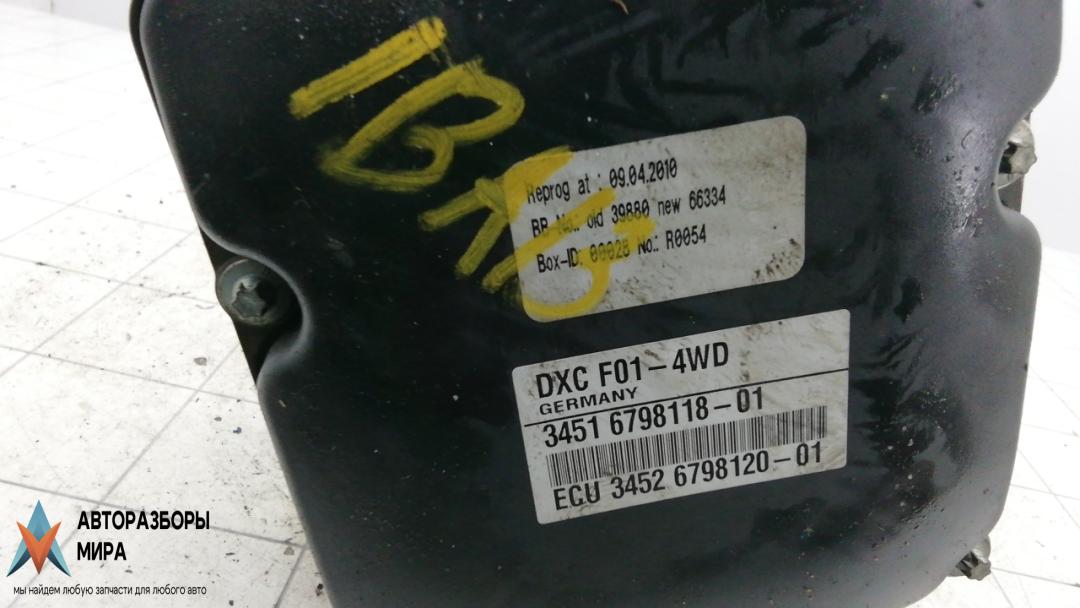 Reprog at : 09.04.2010
BB No.: old 39880 new 66334
Box-ID: 00028 No.: R0054
DXC F01-4WD
GERMANY
3451 6798118-01
ECU 3452 6798120-01
АВТОРАЗБОРЫ
МИРА
мы найдем любую запчасти для любого авто